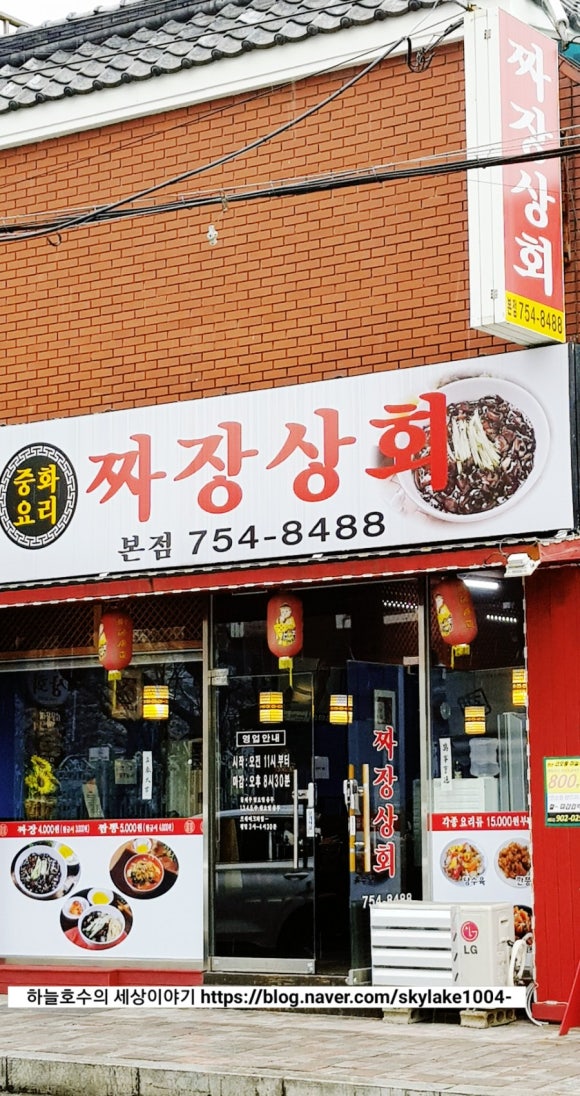 짜장상회
본점 754-8488
중화
요리
짜장상회
본점 754-8488
영업안내
시작 : 오전 11시 부터
마감 : 오후 8시 30분
짜장상회
754-8488
짜장 4,000원 짬뽕 5,000원
각종요리류 15,000원부
탕수육
800,
902-02
LG
하늘호수의 세상이야기 https://blog.naver.com/skylake1004-